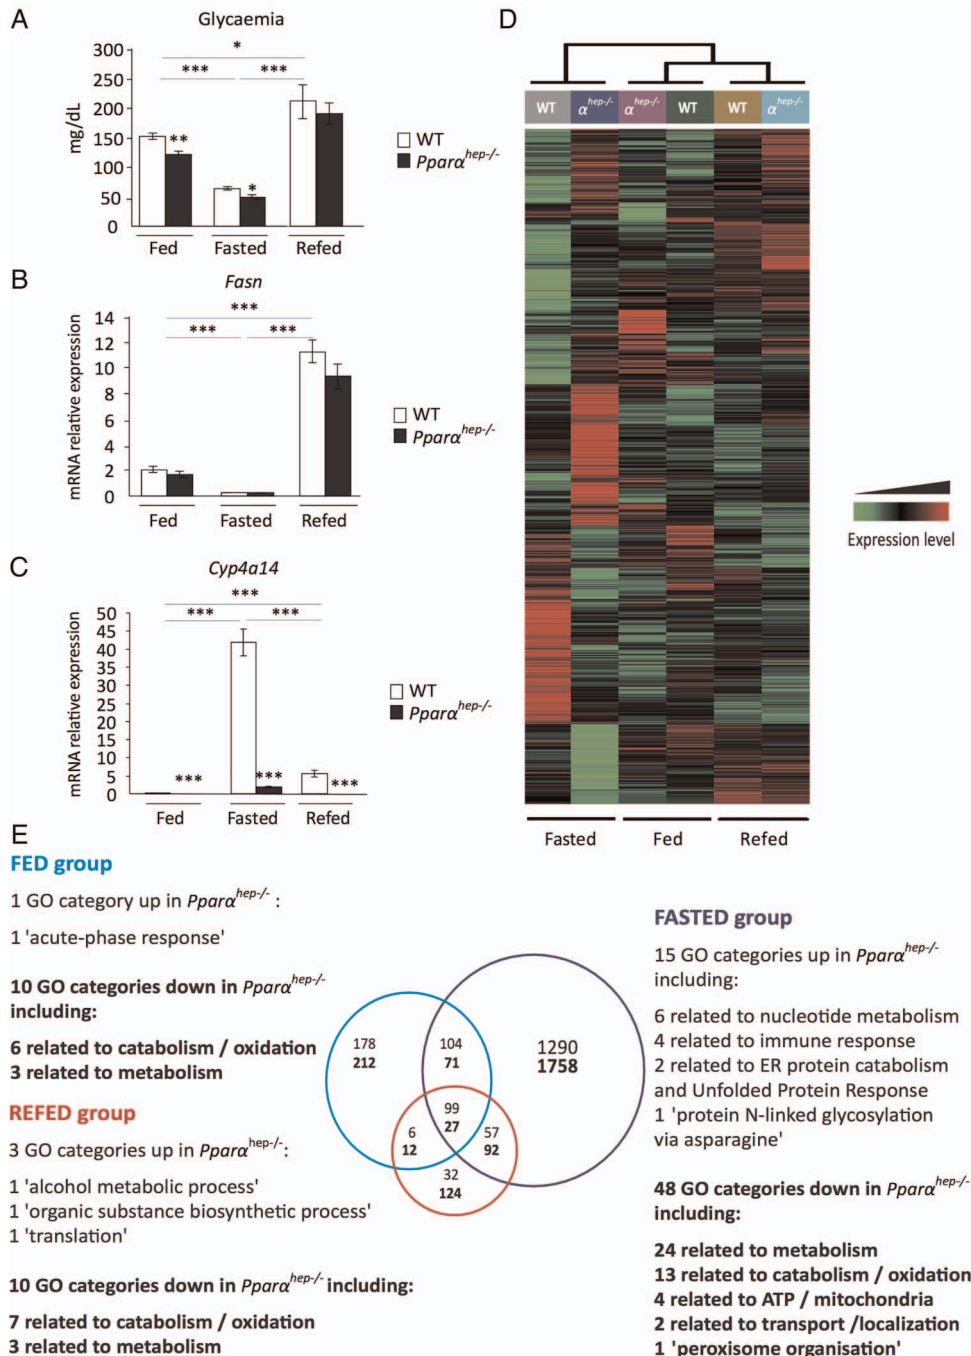 A
Glycaemia
*
***
***
300
250
200
150
100
50
0
mg/dL
**
*
WT
Pparα^hep-/-
Fed
Fasted
Refed
B
Fasn
***
***
***
14
12
10
8
6
4
2
0
mRNA relative expression
WT
Pparα^hep-/-
Fed
Fasted
Refed
C
Cyp4a14
***
***
***
50
45
40
35
30
25
20
15
10
5
0
mRNA relative expression
***
***
***
WT
Pparα^hep-/-
Fed
Fasted
Refed
D
WT
α^hep-/-
α^hep-/-
WT
WT
α^hep-/-
Expression level
Fasted
Fed
Refed
E
FED group
1 GO category up in Pparα^hep-/- :
1 'acute-phase response'
10 GO categories down in Pparα^hep-/-
including:
6 related to catabolism / oxidation
3 related to metabolism
REFED group
3 GO categories up in Pparα^hep-/-:
1 'alcohol metabolic process'
1 'organic substance biosynthetic process'
1 'translation'
10 GO categories down in Pparα^hep-/- including:
7 related to catabolism / oxidation
3 related to metabolism
178
212
104
71
1290
1758
99
27
6
12
57
92
32
124
FASTED group
15 GO categories up in Pparα^hep-/-
including:
6 related to nucleotide metabolism
4 related to immune response
2 related to ER protein catabolism
and Unfolded Protein Response
1 'protein N-linked glycosylation
via asparagine'
48 GO categories down in Pparα^hep-/-
including:
24 related to metabolism
13 related to catabolism / oxidation
4 related to ATP / mitochondria
2 related to transport /localization
1 'peroxisome organisation'